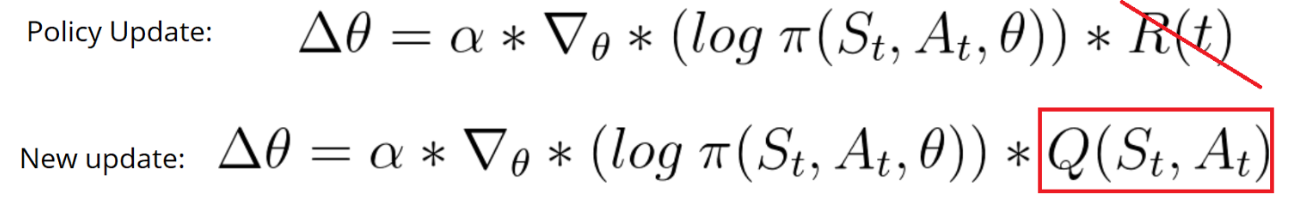 Policy Update: Δθ = α * ∇θ * (log π(St, At, θ)) * R(t)
New update: Δθ = α * ∇θ * (log π(St, At, θ)) * Q(St, At)